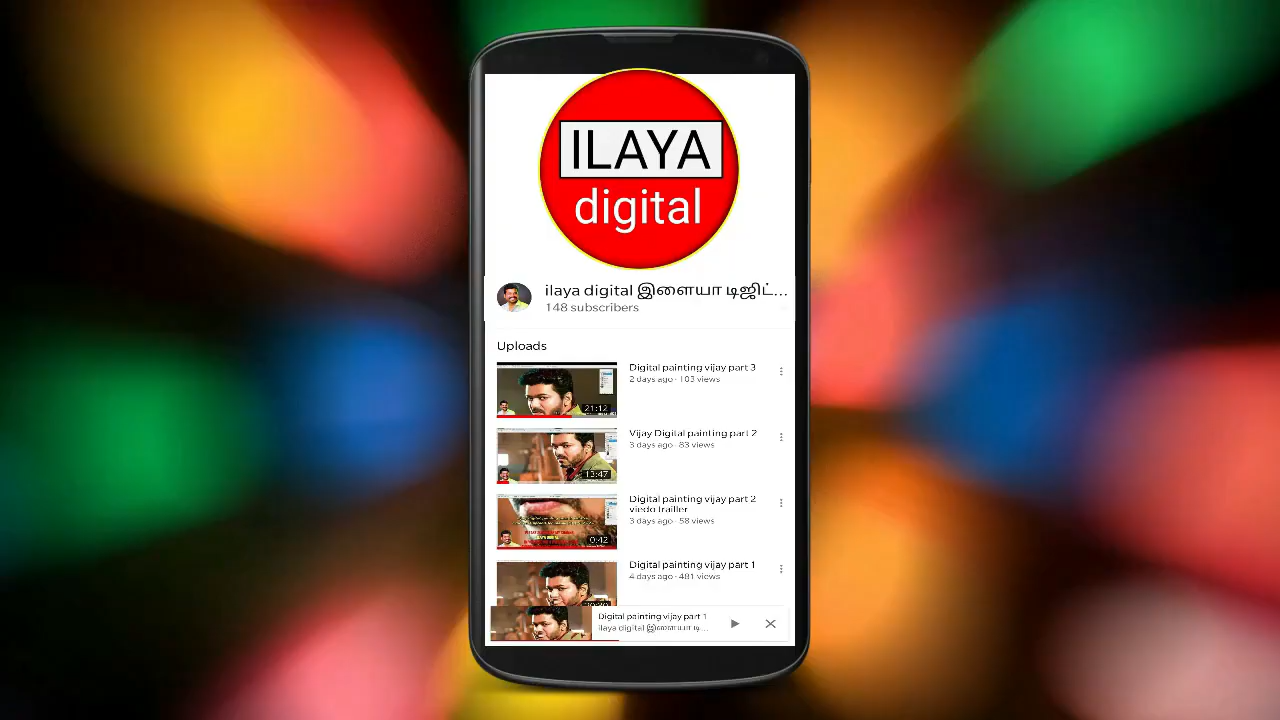 ILAYA
digital
ilaya digital இளையா டிஜிட்...
148 subscribers
Uploads
Digital painting vijay part 3
2 days ago · 103 views
21:12
Vijay Digital painting part 2
3 days ago · 83 views
13:47
Digital painting vijay part 2
viedo trailler
3 days ago · 58 views
0:42
Digital painting vijay part 1
4 days ago · 481 views
Digital painting vijay part 1
ilaya digital இளையா டி...